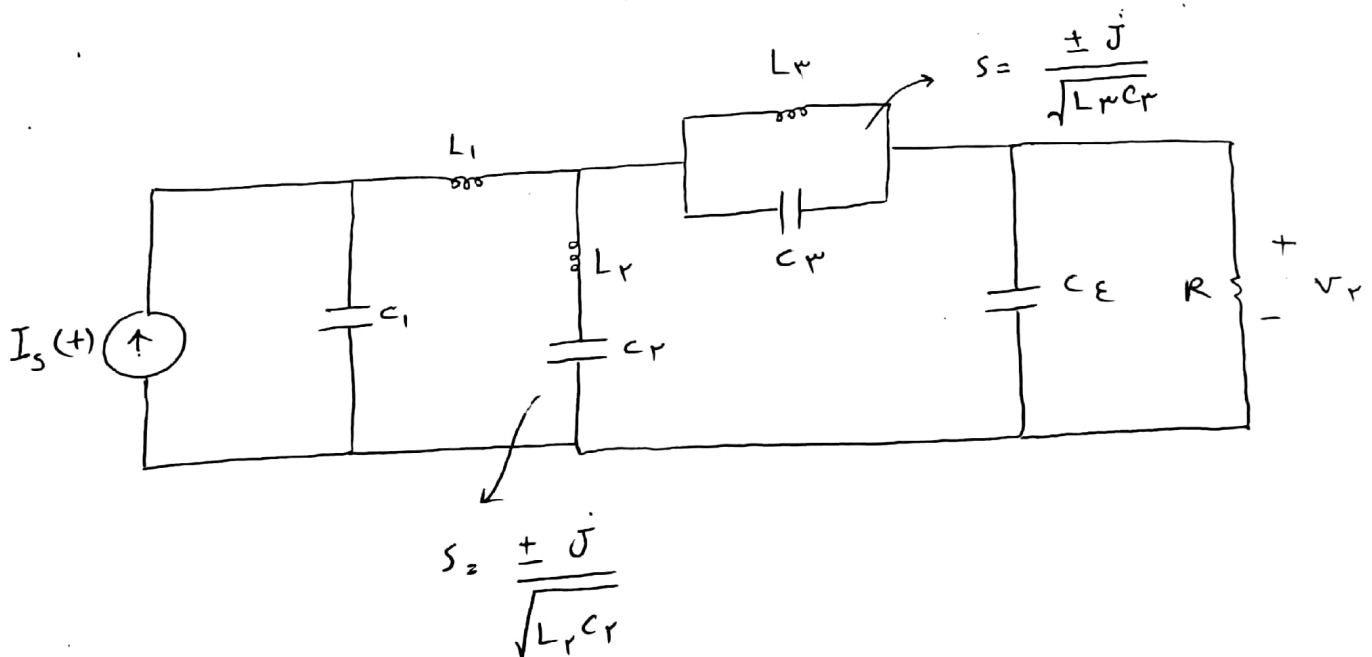 L۳
S = ± j / √L۳C۳
L۱
L۲
C۳
I_s (t)
C۱
C۲
C٤
R
+
V۲
−
S = ± j / √L۲C۲